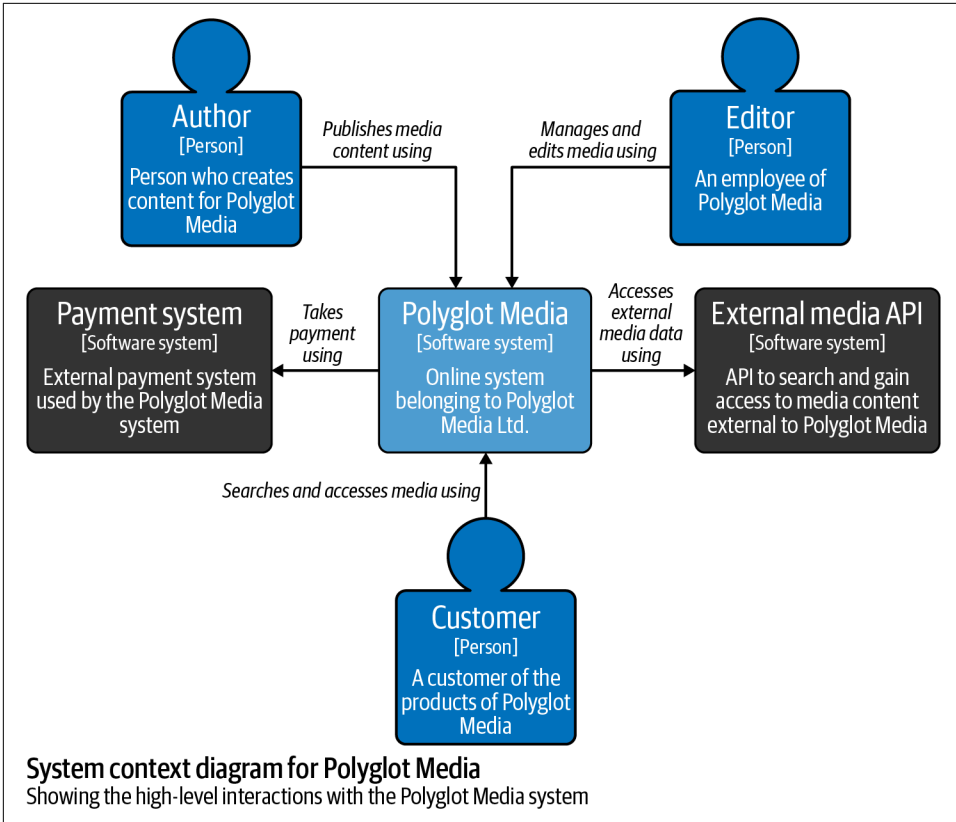 Author
[Person]
Person who creates
content for Polyglot
Media
Publishes media
content using
Manages and
edits media using
Editor
[Person]
An employee of
Polyglot Media
Payment system
[Software system]
External payment system
used by the Polyglot Media
system
Takes
payment
using
Polyglot Media
[Software system]
Online system
belonging to Polyglot
Media Ltd.
Accesses
external
media data
using
External media API
[Software system]
API to search and gain
access to media content
external to Polyglot Media
Searches and accesses media using
Customer
[Person]
A customer of the
products of Polyglot
Media
System context diagram for Polyglot Media
Showing the high-level interactions with the Polyglot Media system